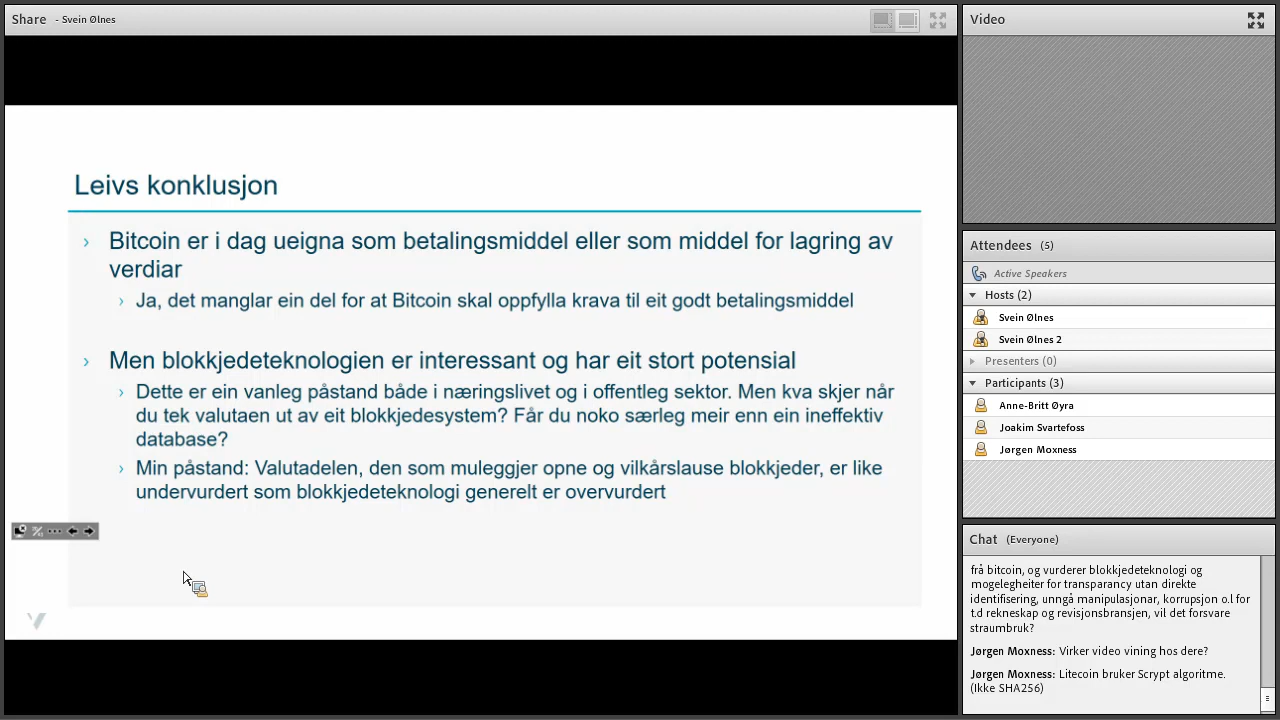 Share - Svein Ølnes
Leivs konklusjon
› Bitcoin er i dag ueigna som betalingsmiddel eller som middel for lagring av
verdiar
› Ja, det manglar ein del for at Bitcoin skal oppfylla krava til eit godt betalingsmiddel
› Men blokkjedeteknologien er interessant og har eit stort potensial
› Dette er ein vanleg påstand både i næringslivet og i offentleg sektor. Men kva skjer når
du tek valutaen ut av eit blokkjedesystem? Får du noko særleg meir enn ein ineffektiv
database?
› Min påstand: Valutadelen, den som muleggjer opne og vilkårslause blokkjeder, er like
undervurdert som blokkjedeteknologi generelt er overvurdert
Video
Attendees (5)
Active Speakers
Hosts (2)
Svein Ølnes
Svein Ølnes 2
Presenters (0)
Participants (3)
Anne-Britt Øyra
Joakim Svartefoss
Jørgen Moxness
Chat (Everyone)
frå bitcoin, og vurderer blokkjedeteknologi og
mogelegheiter for transparancy utan direkte
identifisering, unngå manipulasjonar, korrupsjon o.l for
t.d rekneskap og revisjonsbransjen, vil det forsvare
straumbruk?
Jørgen Moxness: Virker video vining hos dere?
Jørgen Moxness: Litecoin bruker Scrypt algoritme.
(Ikke SHA256)